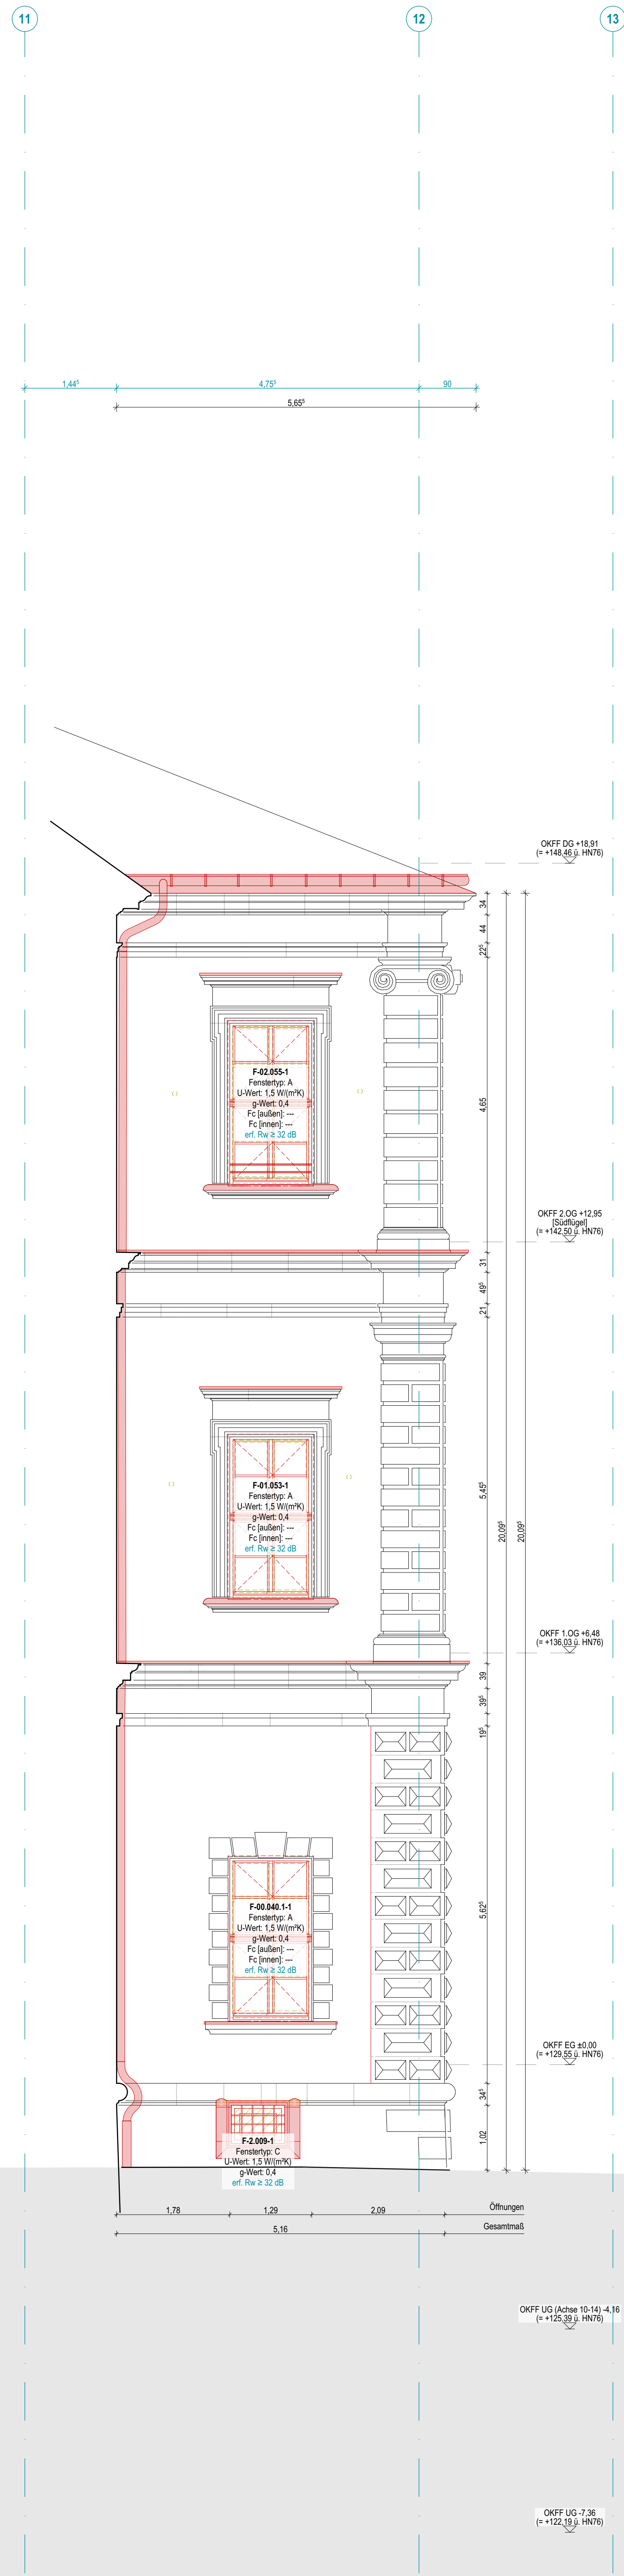 11
12
13
1,44⁵
4,75⁵
90
5,65⁵
OKFF DG +18,91
(= +148,46 ü. HN76)
34
44
22⁵
4,65
F-02.055-1
Fenstertyp: A
U-Wert: 1,5 W/(m²K)
g-Wert: 0,4
Fc [außen]: ---
Fc [innen]: ---
erf. Rw ≥ 32 dB
( )
( )
OKFF 2.OG +12,95
[Südflügel]
(= +142,50 ü. HN76)
31
49⁵
21
5,45⁵
F-01.053-1
Fenstertyp: A
U-Wert: 1,5 W/(m²K)
g-Wert: 0,4
Fc [außen]: ---
Fc [innen]: ---
erf. Rw ≥ 32 dB
( )
( )
20,09⁵
20,09⁵
OKFF 1.OG +6,48
(= +136,03 ü. HN76)
39
39⁵
19⁵
5,62⁵
F-00.040.1-1
Fenstertyp: A
U-Wert: 1,5 W/(m²K)
g-Wert: 0,4
Fc [außen]: ---
Fc [innen]: ---
erf. Rw ≥ 32 dB
OKFF EG ±0,00
(= +129,55 ü. HN76)
34⁵
1,02
F-2.009-1
Fenstertyp: C
U-Wert: 1,5 W/(m²K)
g-Wert: 0,4
erf. Rw ≥ 32 dB
1,78
1,29
2,09
Öffnungen
5,16
Gesamtmaß
OKFF UG (Achse 10-14) -4,16
(= +125,39 ü. HN76)
OKFF UG -7,36
(= +122,19 ü. HN76)